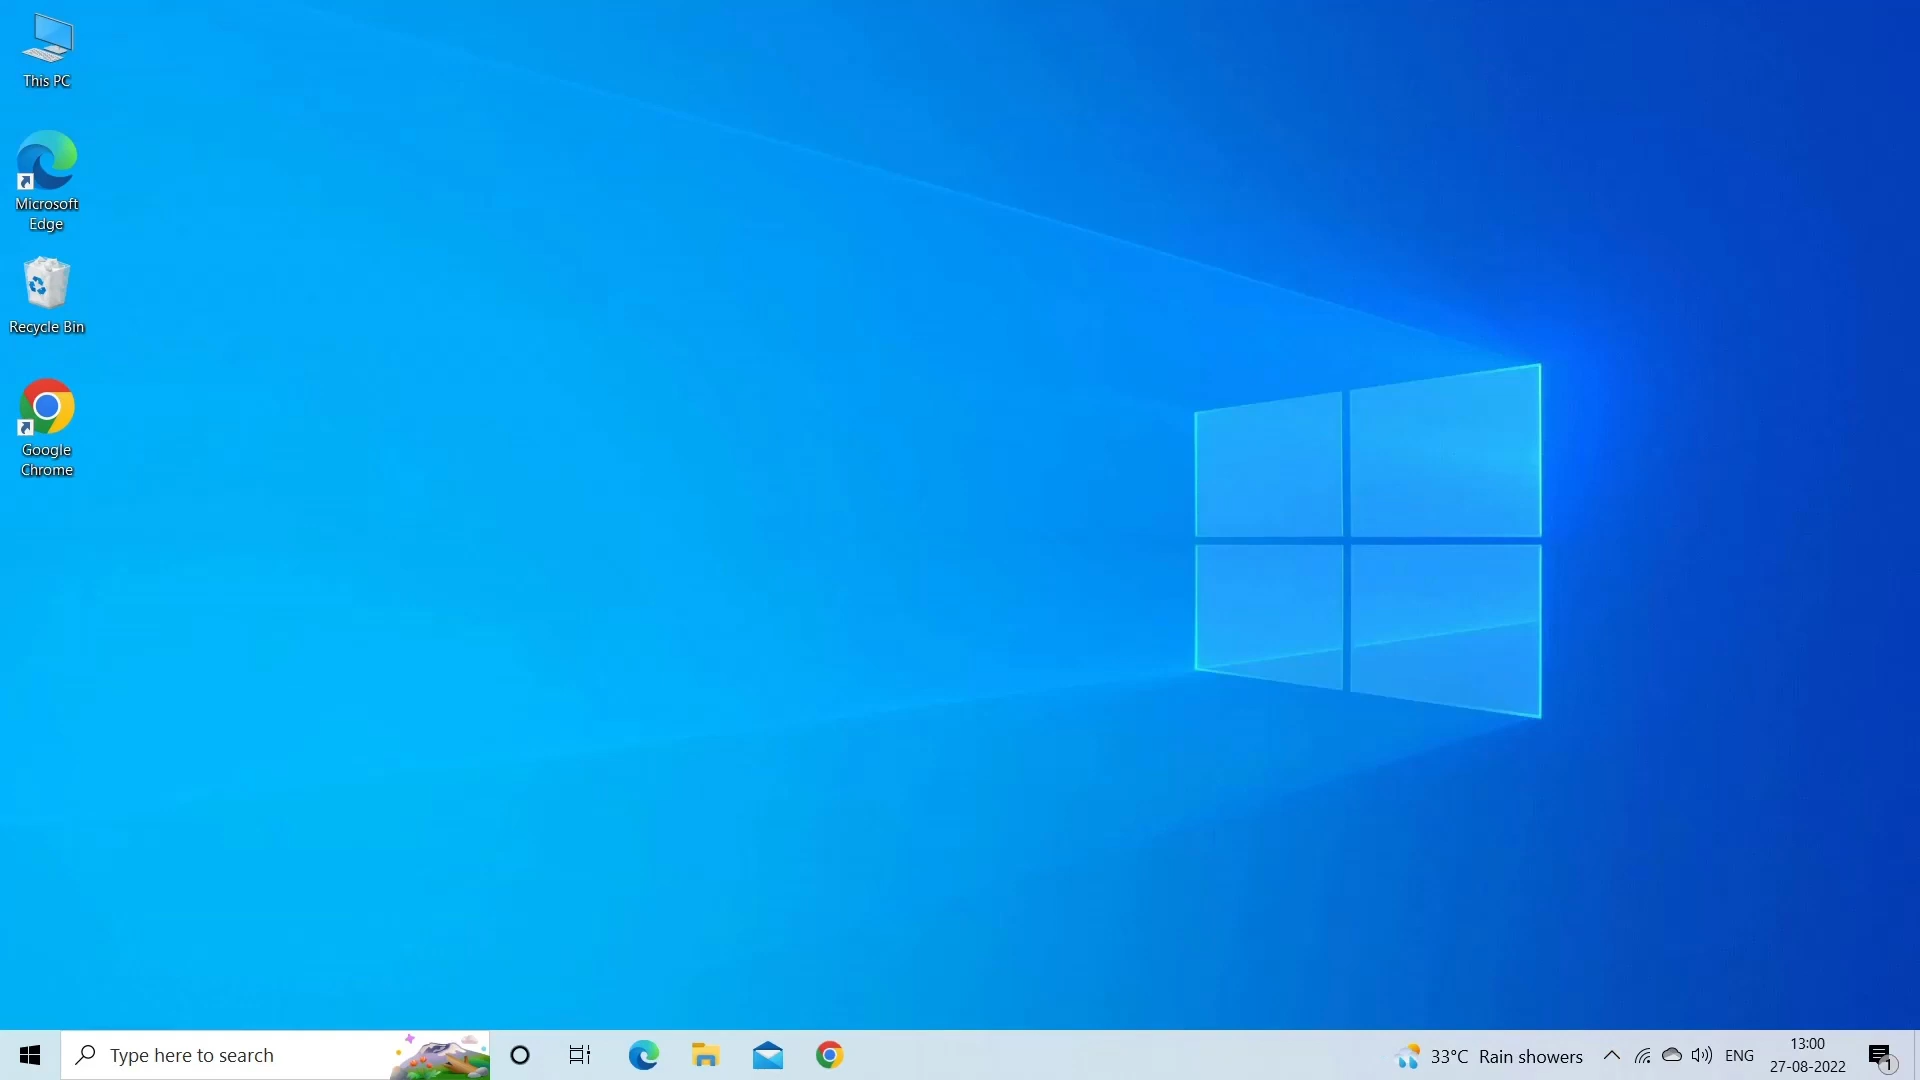 This PC
Microsoft
Edge
Recycle Bin
Google
Chrome
Type here to search
33°C Rain showers
ENG
13:00
27-08-2022
1